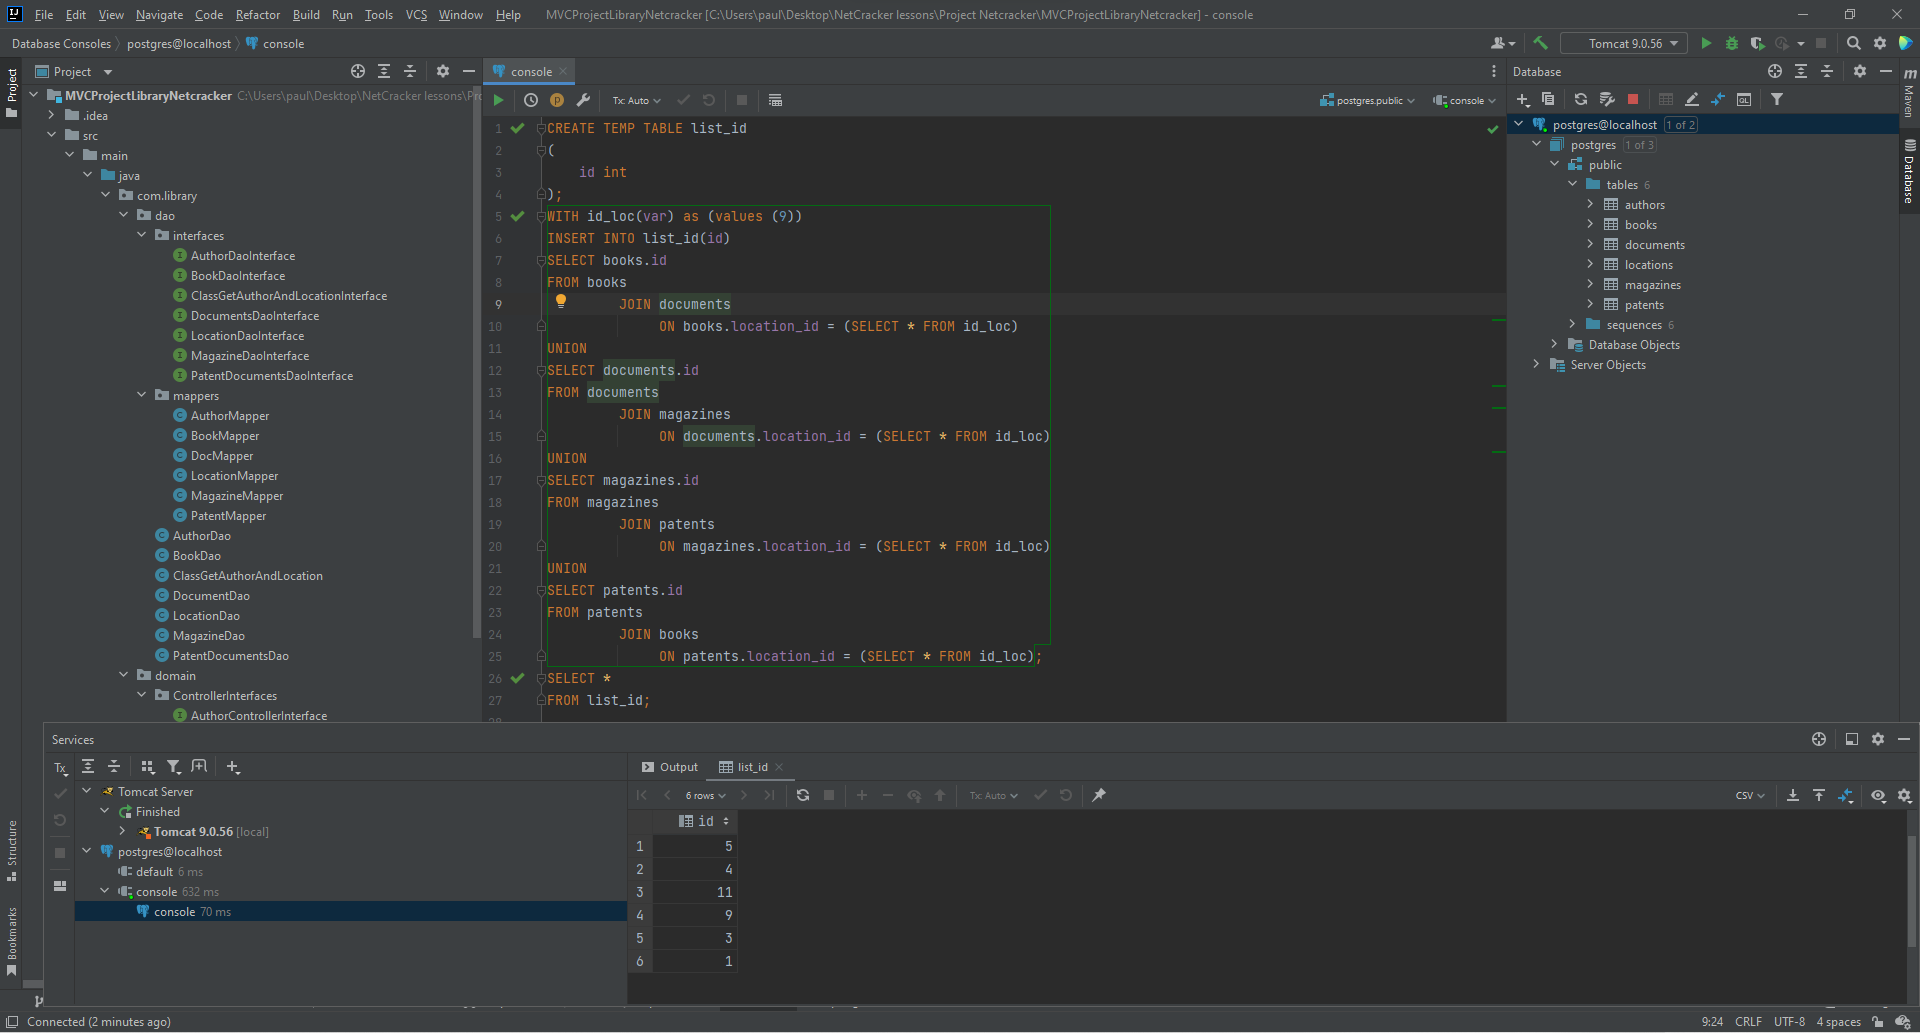 File Edit View Navigate Code Refactor Build Run Tools VCS Window Help MVCProjectLibraryNetcracker [C:\Users\paul\Desktop\NetCracker lessons\Project Netcracker\MVCProjectLibraryNetcracker] - console
Database Consoles postgres@localhost console
Tomcat 9.0.56
Project
MVCProjectLibraryNetcracker C:\Users\paul\Desktop\NetCracker lessons\Pro
.idea
src
main
java
com.library
dao
interfaces
AuthorDaoInterface
BookDaoInterface
ClassGetAuthorAndLocationInterface
DocumentsDaoInterface
LocationDaoInterface
MagazineDaoInterface
PatentDocumentsDaoInterface
mappers
AuthorMapper
BookMapper
DocMapper
LocationMapper
MagazineMapper
PatentMapper
AuthorDao
BookDao
ClassGetAuthorAndLocation
DocumentDao
LocationDao
MagazineDao
PatentDocumentsDao
domain
ControllerInterfaces
AuthorControllerInterface
console
Tx: Auto
postgres.public
console
1 CREATE TEMP TABLE list_id
2 (
3 id int
4 );
5 WITH id_loc(var) as (values (9))
6 INSERT INTO list_id(id)
7 SELECT books.id
8 FROM books
9 JOIN documents
10 ON books.location_id = (SELECT * FROM id_loc)
11 UNION
12 SELECT documents.id
13 FROM documents
14 JOIN magazines
15 ON documents.location_id = (SELECT * FROM id_loc)
16 UNION
17 SELECT magazines.id
18 FROM magazines
19 JOIN patents
20 ON magazines.location_id = (SELECT * FROM id_loc)
21 UNION
22 SELECT patents.id
23 FROM patents
24 JOIN books
25 ON patents.location_id = (SELECT * FROM id_loc);
26 SELECT *
27 FROM list_id;
28
Database
postgres@localhost 1 of 2
postgres 1 of 3
public
tables 6
authors
books
documents
locations
magazines
patents
sequences 6
Database Objects
Server Objects
Maven
Database
Project
Structure
Bookmarks
Services
Tx
Tomcat Server
Finished
Tomcat 9.0.56 [local]
postgres@localhost
default 6 ms
console 632 ms
console 70 ms
Output list_id
6 rows
Tx: Auto
CSV
id
1 5
2 4
3 11
4 9
5 3
6 1
Connected (2 minutes ago)
9:24 CRLF UTF-8 4 spaces